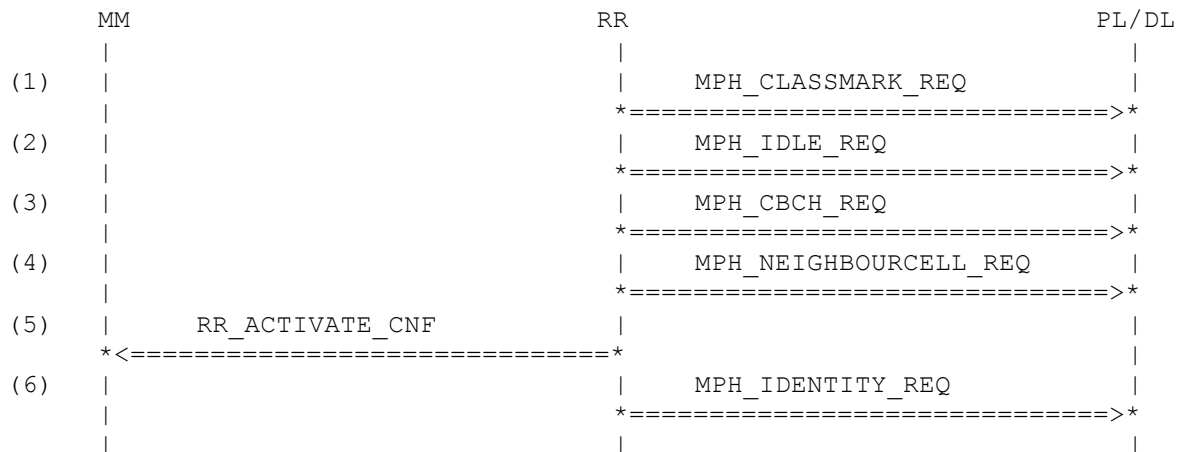 MM RR PL/DL
| | |
(1) | | MPH_CLASSMARK_REQ |
| *==============================>*
(2) | | MPH_IDLE_REQ |
| *==============================>*
(3) | | MPH_CBCH_REQ |
| *==============================>*
(4) | | MPH_NEIGHBOURCELL_REQ |
| *==============================>*
(5) | RR_ACTIVATE_CNF | |
*<==============================* |
(6) | | MPH_IDENTITY_REQ |
| *==============================>*
| | |